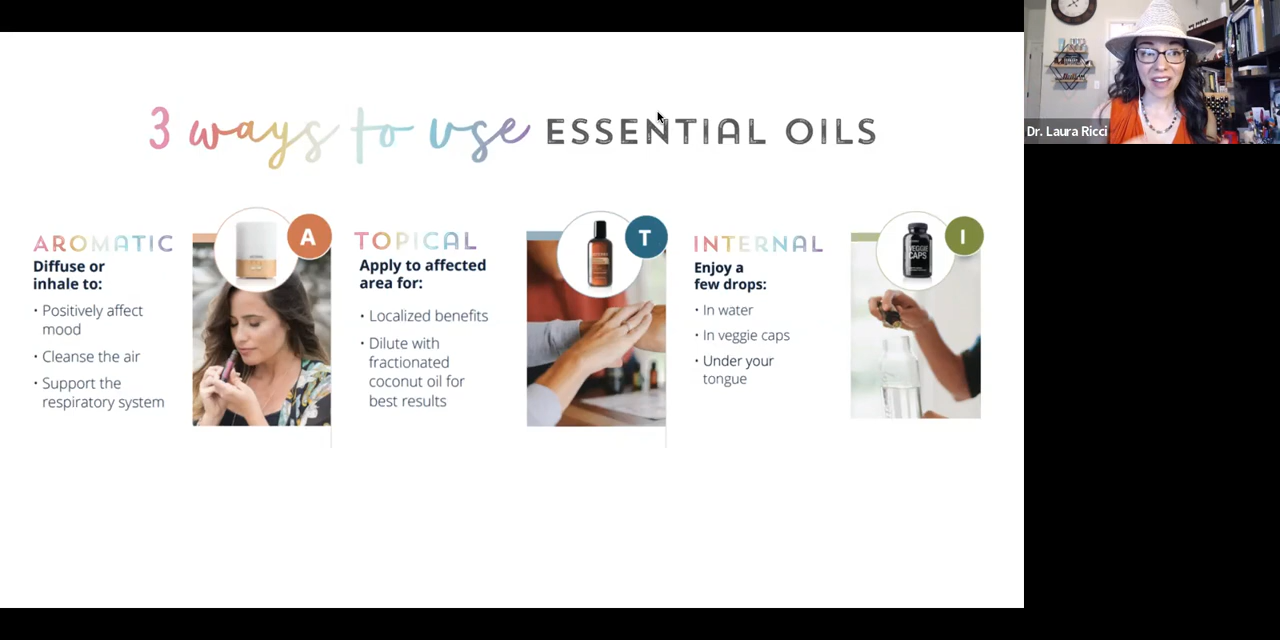 3 ways to use ESSENTIAL OILS
Dr. Laura Ricci
AROMATIC
Diffuse or
inhale to:
• Positively affect
mood
• Cleanse the air
• Support the
respiratory system
A
TOPICAL
Apply to affected
area for:
• Localized benefits
• Dilute with
fractionated
coconut oil for
best results
T
INTERNAL
Enjoy a
few drops:
• In water
• In veggie caps
• Under your
tongue
VEGGIE
CAPS
I